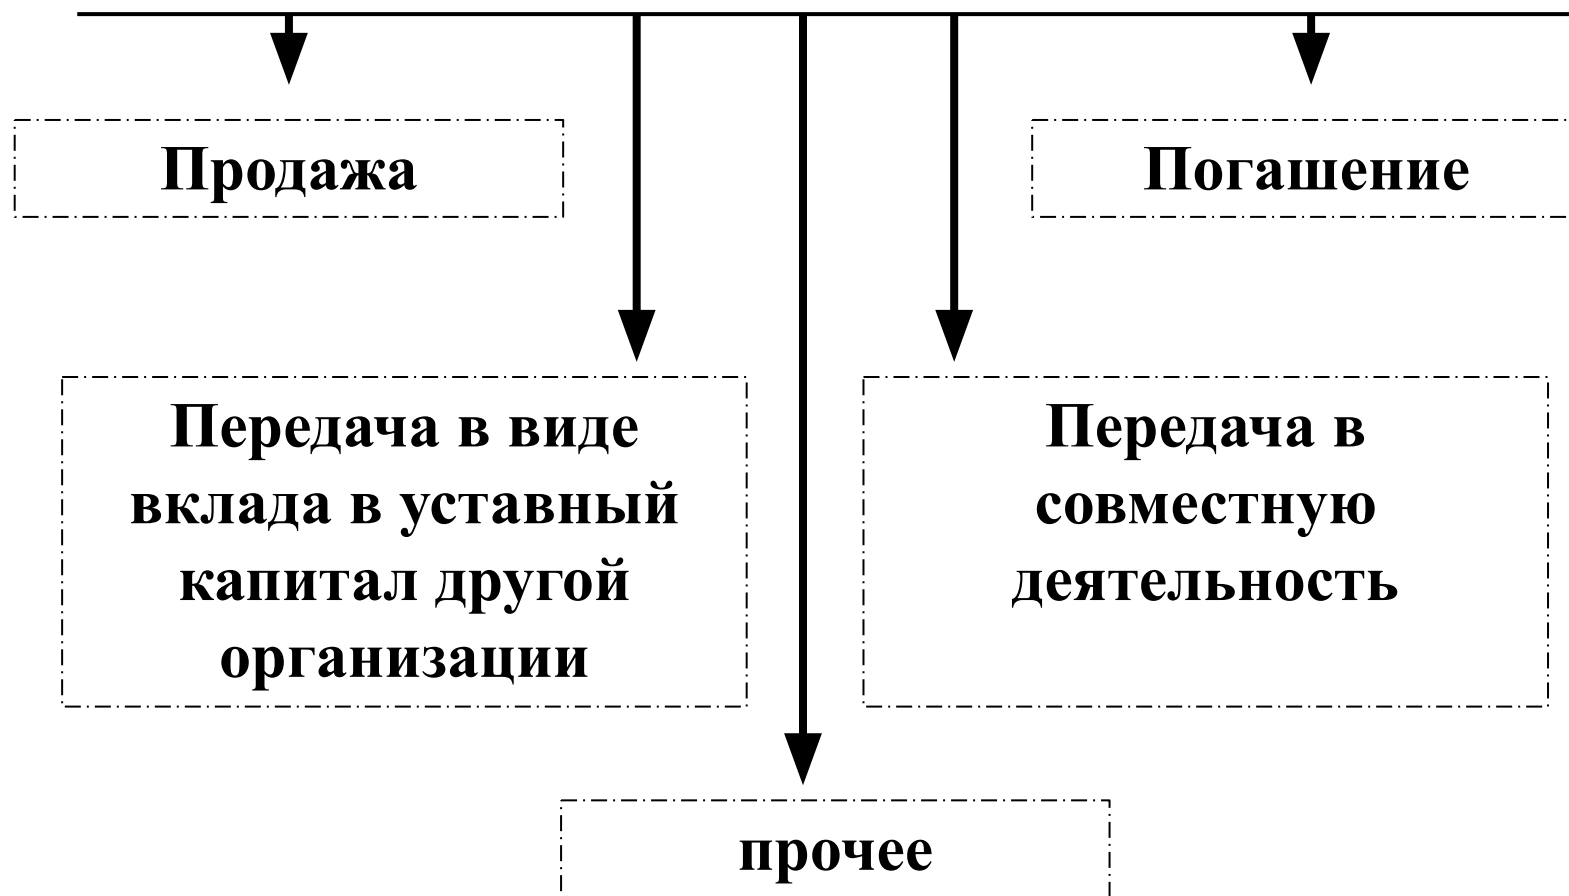 Продажа
Погашение
Передача в виде
вклада в уставный
капитал другой
организации
Передача в
совместную
деятельность
прочее